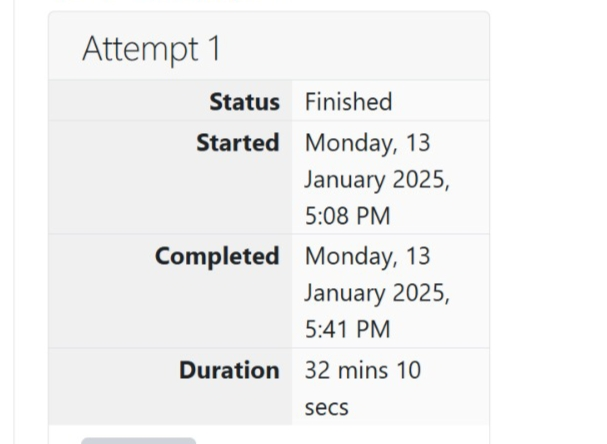 Attempt 1
Status Finished
Started Monday, 13
January 2025,
5:08 PM
Completed Monday, 13
January 2025,
5:41 PM
Duration 32 mins 10
secs